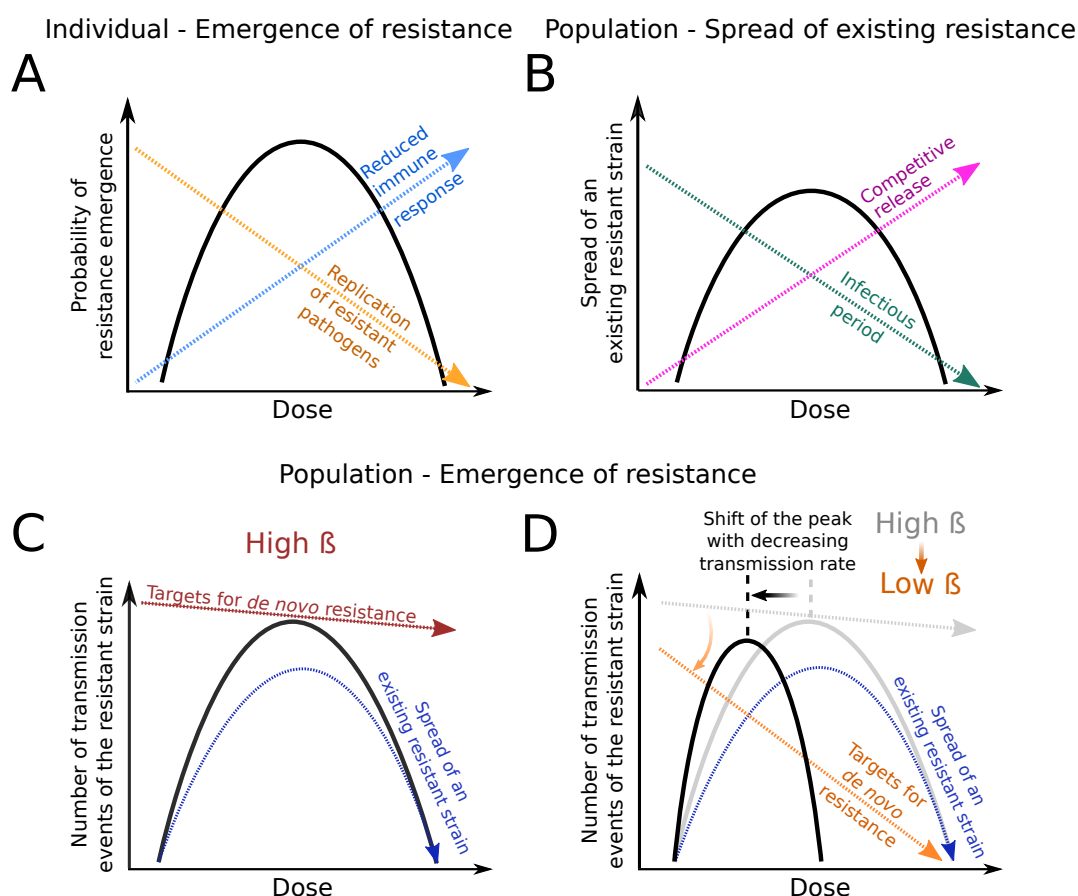 Individual - Emergence of resistance
Population - Spread of existing resistance
A
Probability of
resistance emergence
Reduced
immune
response
Replication
of resistant
pathogens
Dose
B
Spread of an
existing resistant strain
Competitive
release
Infectious
period
Dose
Population - Emergence of resistance
C
High ß
Number of transmission
events of the resistant strain
Targets for de novo resistance
Spread of an
existing resistant strain
Dose
D
Shift of the peak
with decreasing
transmission rate
High ß
Low ß
Number of transmission
events of the resistant strain
Targets for
de novo
resistance
Spread of an
existing resistant strain
Dose